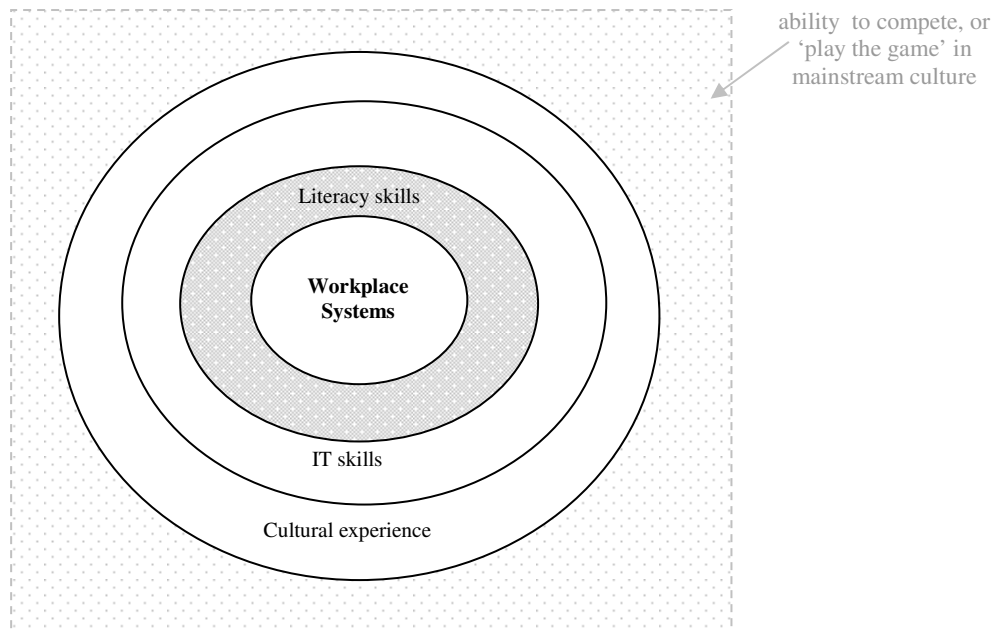 ability to compete, or
‘play the game’ in
mainstream culture
Literacy skills
Workplace
Systems
IT skills
Cultural experience